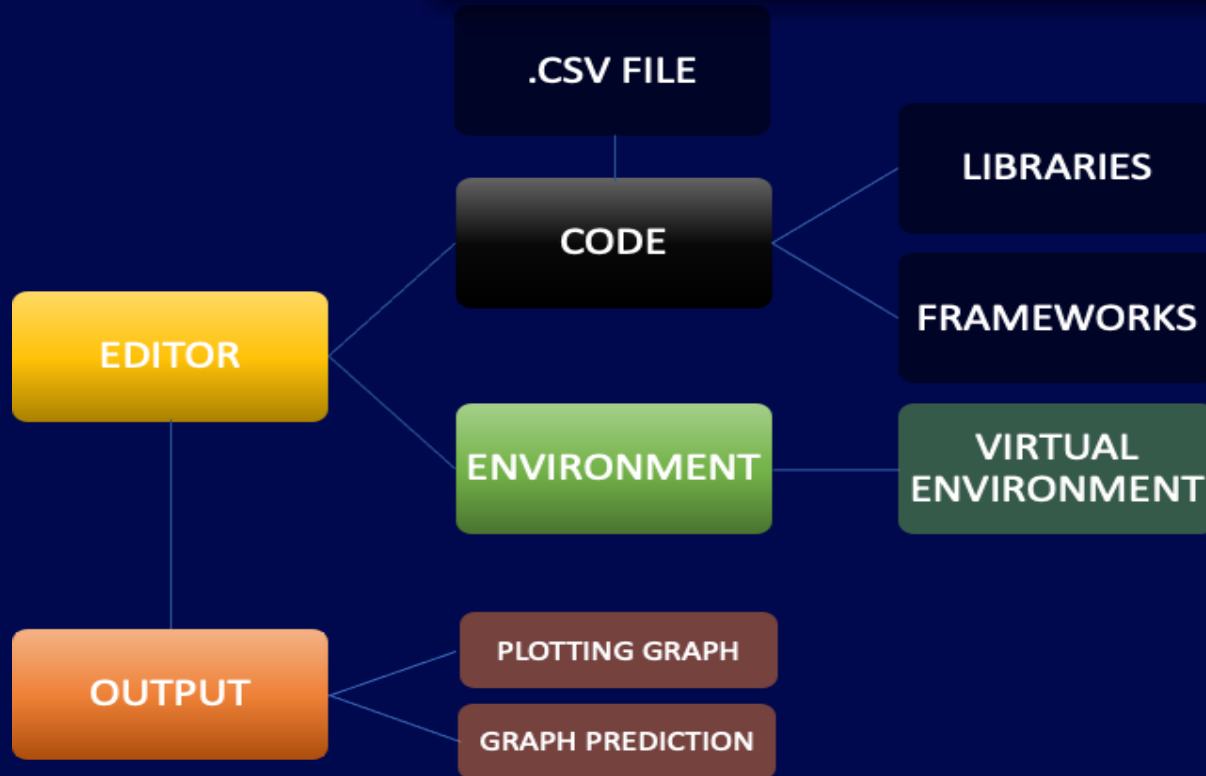 .CSV FILE
LIBRARIES
CODE
FRAMEWORKS
EDITOR
ENVIRONMENT
VIRTUAL
ENVIRONMENT
PLOTTING GRAPH
OUTPUT
GRAPH PREDICTION